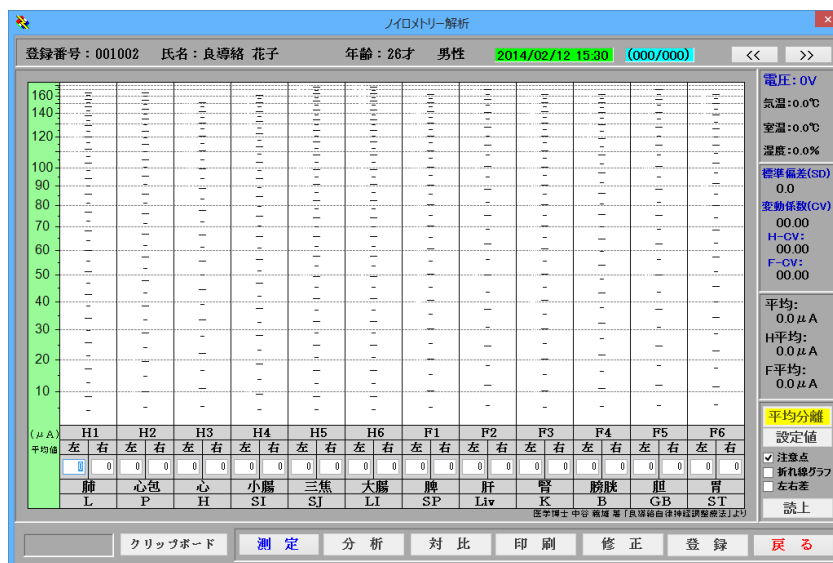 ノイロメトリー解析
×
登録番号：001002 氏名：良導絡 花子 年齢：26才 男性 2014/02/12 15:30 (000/000) << >>
160
140
120
100
90
80
70
60
50
40
30
20
10
(μA) H1 H2 H3 H4 H5 H6 F1 F2 F3 F4 F5 F6
平均値 左 右 左 右 左 右 左 右 左 右 左 右 左 右 左 右 左 右 左 右 左 右 左 右
0 0 0 0 0 0 0 0 0 0 0 0 0 0 0 0 0 0 0 0 0 0 0 0
肺 心包 心 小腸 三焦 大腸 脾 肝 腎 膀胱 胆 胃
L P H SI SJ LI SP Liv K B GB ST
医学博士 中谷 義雄 著「良導絡自律神経調整療法」より
電圧：0V
気温：0.0℃
室温：0.0℃
湿度：0.0%
標準偏差(SD)
0.0
変動係数(CV)
00.00
H-CV：
00.00
F-CV：
00.00
平均：
0.0μA
H平均：
0.0μA
F平均：
0.0μA
平均分離
設定値
注意点
折れ線グラフ
左右差
読上
クリップボード 測 定 分 析 対 比 印 刷 修 正 登 録 戻 る